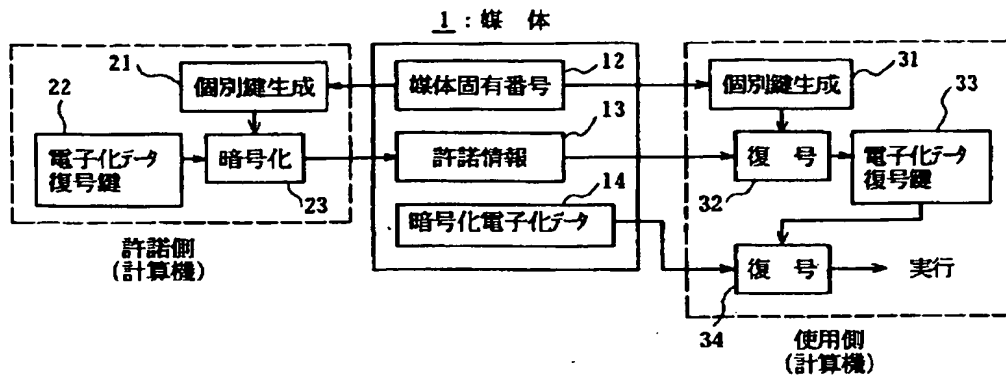 1：媒　体
21
個別鍵生成
22
電子化データ
復号鍵
暗号化
23
許諾側
(計算機)
12
媒体固有番号
13
許諾情報
14
暗号化電子化データ
31
個別鍵生成
33
復　号
32
電子化データ
復号鍵
復　号
実行
34
使用側
(計算機)